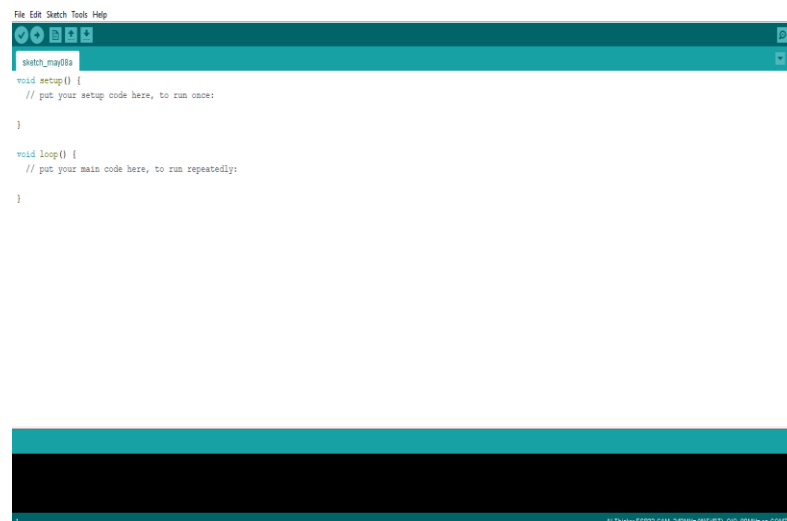 File Edit Sketch Tools Help
sketch_may08a
void setup() {
// put your setup code here, to run once:
}
void loop() {
// put your main code here, to run repeatedly:
}